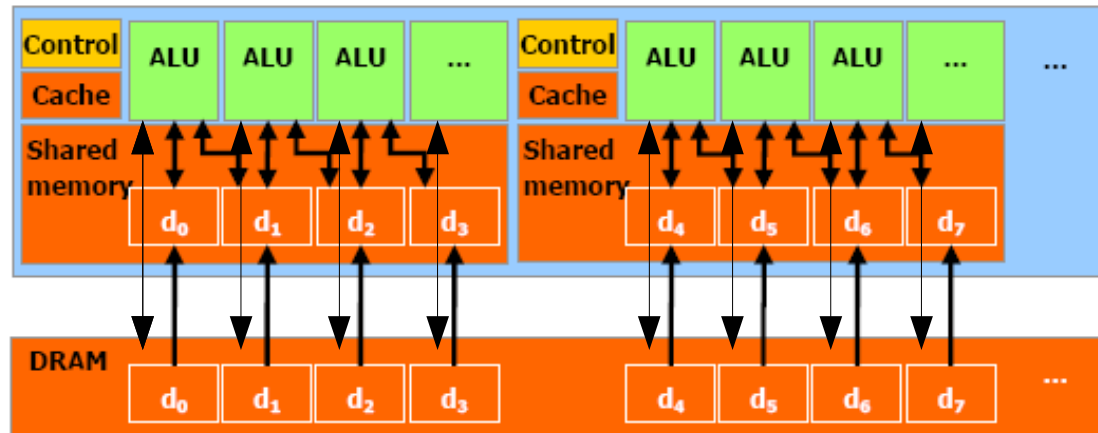 Control ALU ALU ALU ... Control ALU ALU ALU ... ...
Cache Cache
Shared Shared
memory memory
d₀ d₁ d₂ d₃ d₄ d₅ d₆ d₇
DRAM
d₀ d₁ d₂ d₃ d₄ d₅ d₆ d₇ ...